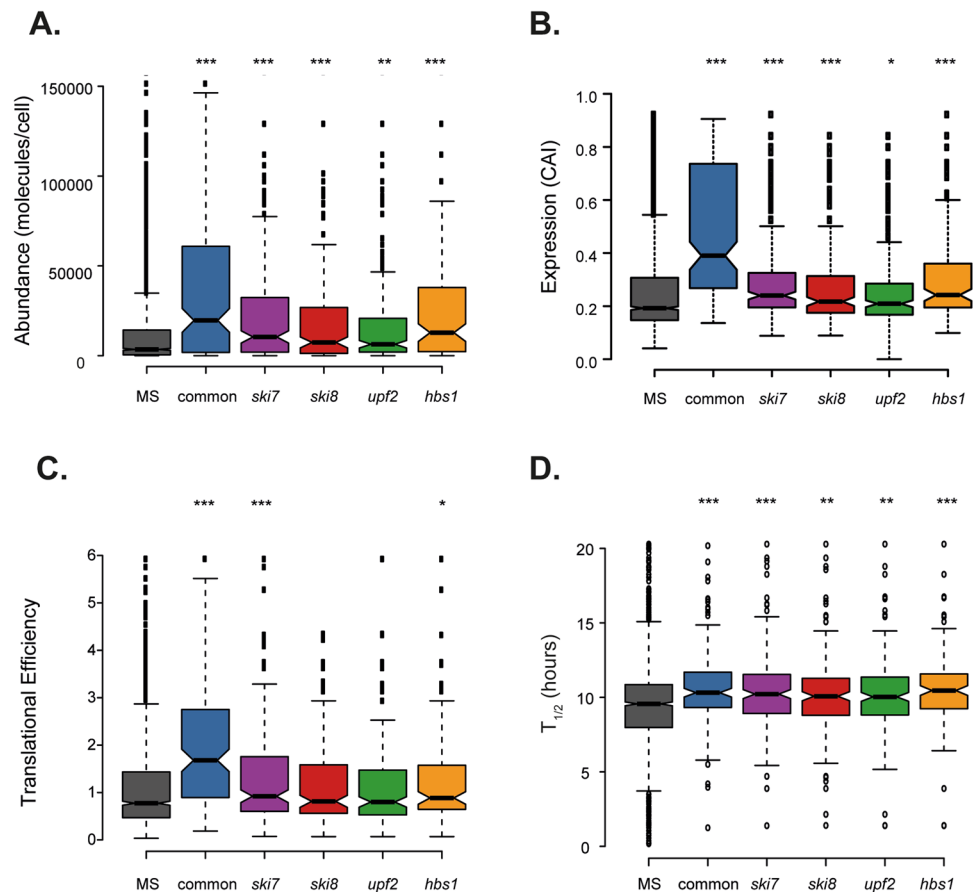 A.
*** *** *** ** ***
Abundance (molecules/cell)
150000
100000
50000
0
MS common ski7 ski8 upf2 hbs1
B.
*** *** *** * ***
Expression (CAI)
1.0
0.8
0.6
0.4
0.2
0.0
MS common ski7 ski8 upf2 hbs1
C.
*** *** *
Translational Efficiency
6
5
4
3
2
1
0
MS common ski7 ski8 upf2 hbs1
D.
*** *** ** ** ***
T1/2 (hours)
20
15
10
5
0
MS common ski7 ski8 upf2 hbs1